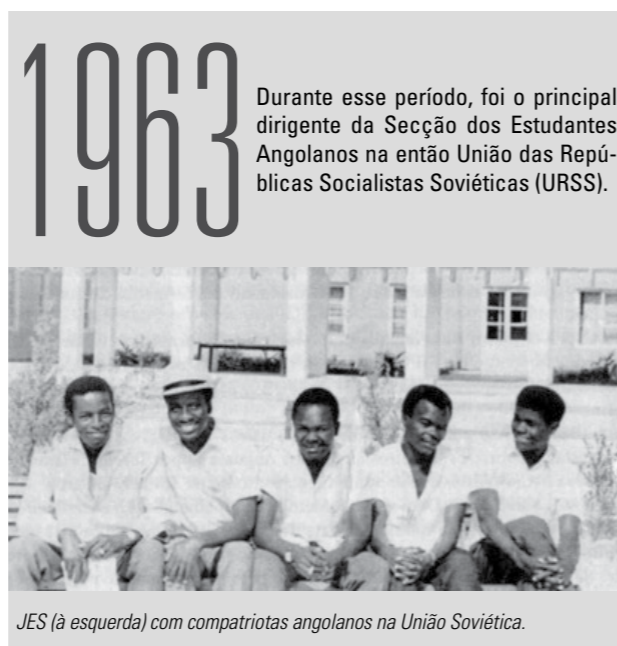 1963
Durante esse período, foi o principal
dirigente da Secção dos Estudantes
Angolanos na então União das Repú-
blicas Socialistas Soviéticas (URSS).
JES (à esquerda) com compatriotas angolanos na União Soviética.